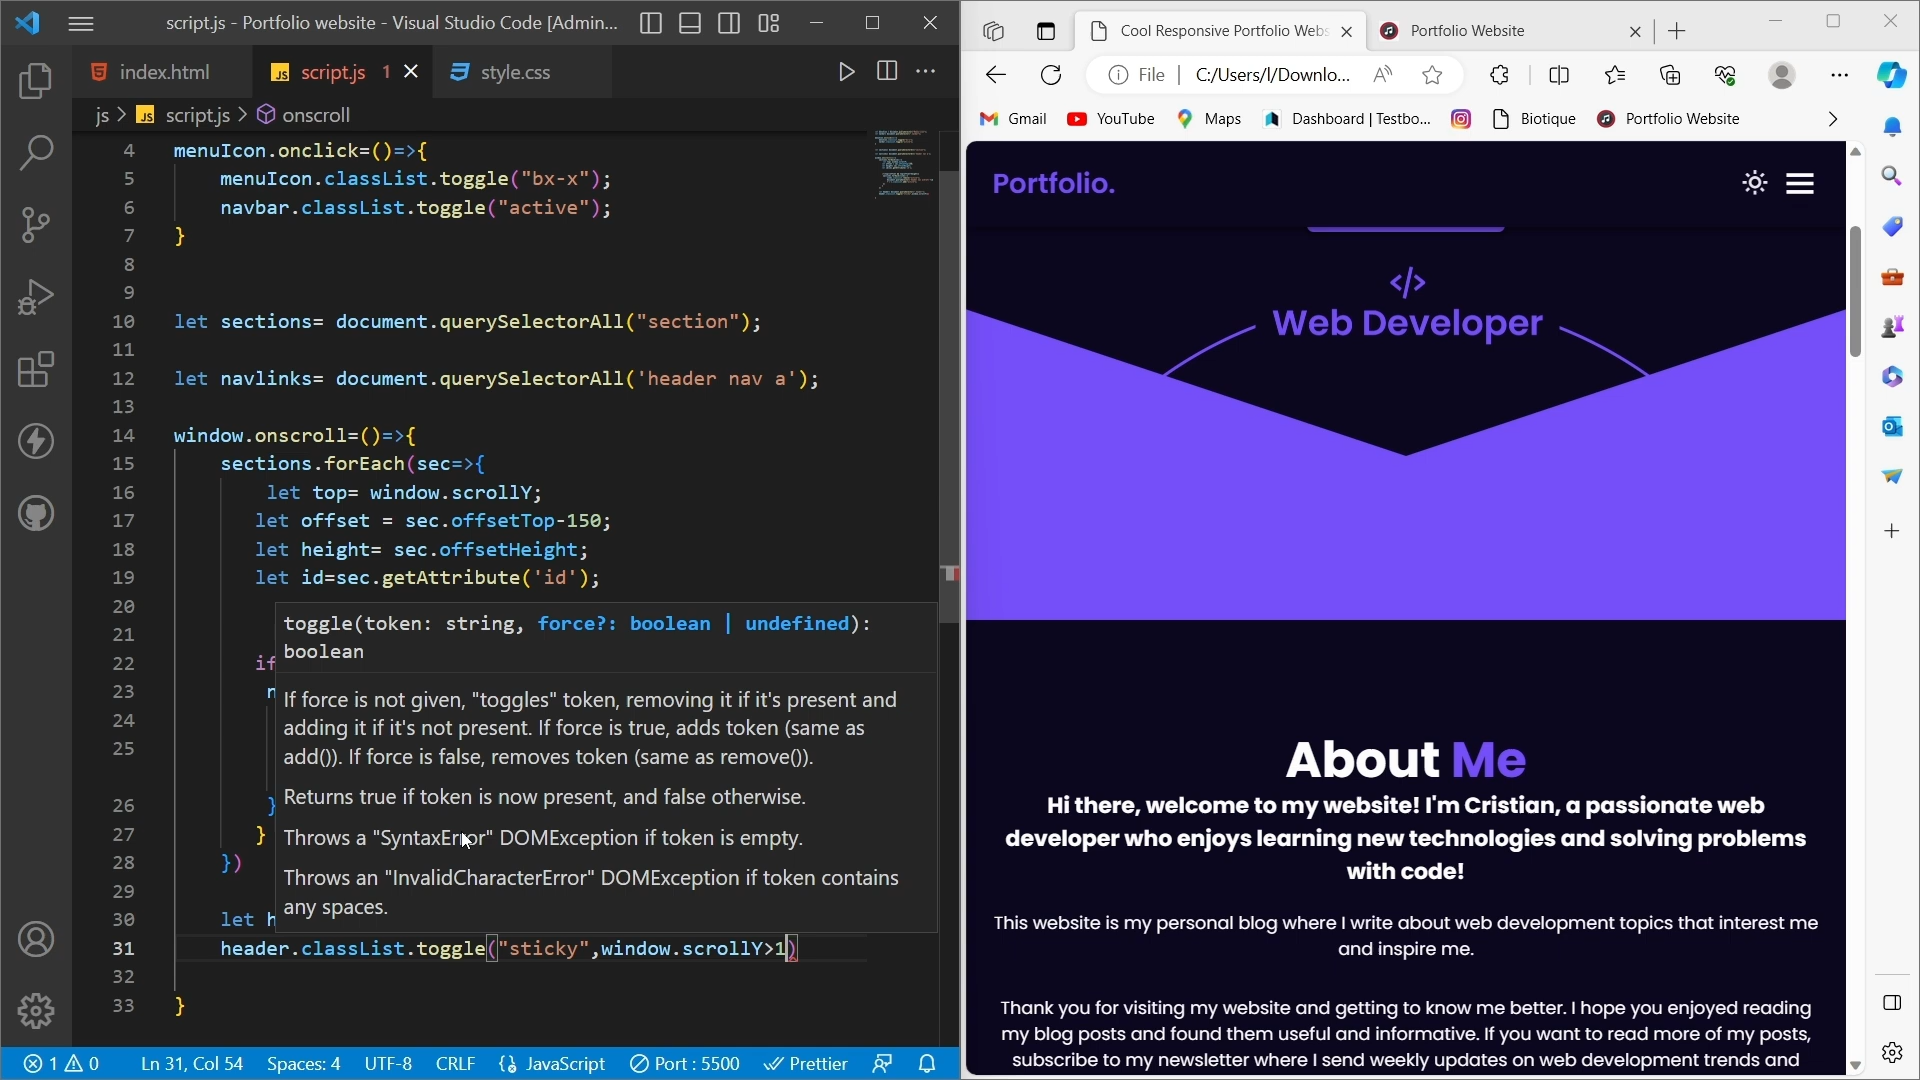 script.js - Portfolio website - Visual Studio Code [Admin...
index.html
JS script.js 1
style.css
js > JS script.js > onscroll
4 menuIcon.onclick=()=>{
5 menuIcon.classList.toggle("bx-x");
6 navbar.classList.toggle("active");
7 }
8
9
10 let sections= document.querySelectorAll("section");
11
12 let navlinks= document.querySelectorAll('header nav a');
13
14 window.onscroll=()=>{
15 sections.forEach(sec=>{
16 let top= window.scrollY;
17 let offset = sec.offsetTop-150;
18 let height= sec.offsetHeight;
19 let id=sec.getAttribute('id');
20
21
22 if
23 n
24
25
26 }
27 }
28 })
29
30 let h
31 header.classList.toggle("sticky",window.scrollY>1)
32
33 }
toggle(token: string, force?: boolean | undefined):
boolean
If force is not given, "toggles" token, removing it if it's present and
adding it if it's not present. If force is true, adds token (same as
add()). If force is false, removes token (same as remove()).
Returns true if token is now present, and false otherwise.
Throws a "SyntaxError" DOMException if token is empty.
Throws an "InvalidCharacterError" DOMException if token contains
any spaces.
1 0 Ln 31, Col 54 Spaces: 4 UTF-8 CRLF {} JavaScript Port : 5500 Prettier
Cool Responsive Portfolio Webs
Portfolio Website
File | C:/Users/l/Downlo...
Gmail YouTube Maps Dashboard | Testbo... Biotique Portfolio Website
Portfolio.
</>
Web Developer
About Me
Hi there, welcome to my website! I'm Cristian, a passionate web
developer who enjoys learning new technologies and solving problems
with code!
This website is my personal blog where I write about web development topics that interest me
and inspire me.
Thank you for visiting my website and getting to know me better. I hope you enjoyed reading
my blog posts and found them useful and informative. If you want to read more of my posts,
subscribe to my newsletter where I send weekly updates on web development trends and